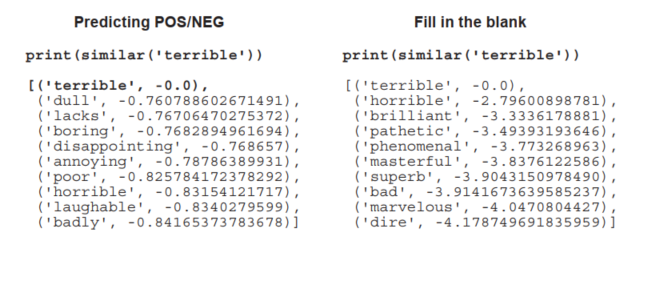 Predicting POS/NEG
print(similar('terrible'))
[('terrible', -0.0),
('dull', -0.760788602671491),
('lacks', -0.76706470275372),
('boring', -0.7682894961694),
('disappointing', -0.768657),
('annoying', -0.78786389931),
('poor', -0.825784172378292),
('horrible', -0.83154121717),
('laughable', -0.8340279599),
('badly', -0.84165373783678)]
Fill in the blank
print(similar('terrible'))
[('terrible', -0.0),
('horrible', -2.79600898781),
('brilliant', -3.3336178881),
('pathetic', -3.49393193646),
('phenomenal', -3.773268963),
('masterful', -3.8376122586),
('superb', -3.9043150978490),
('bad', -3.9141673639585237),
('marvelous', -4.0470804427),
('dire', -4.178749691835959)]